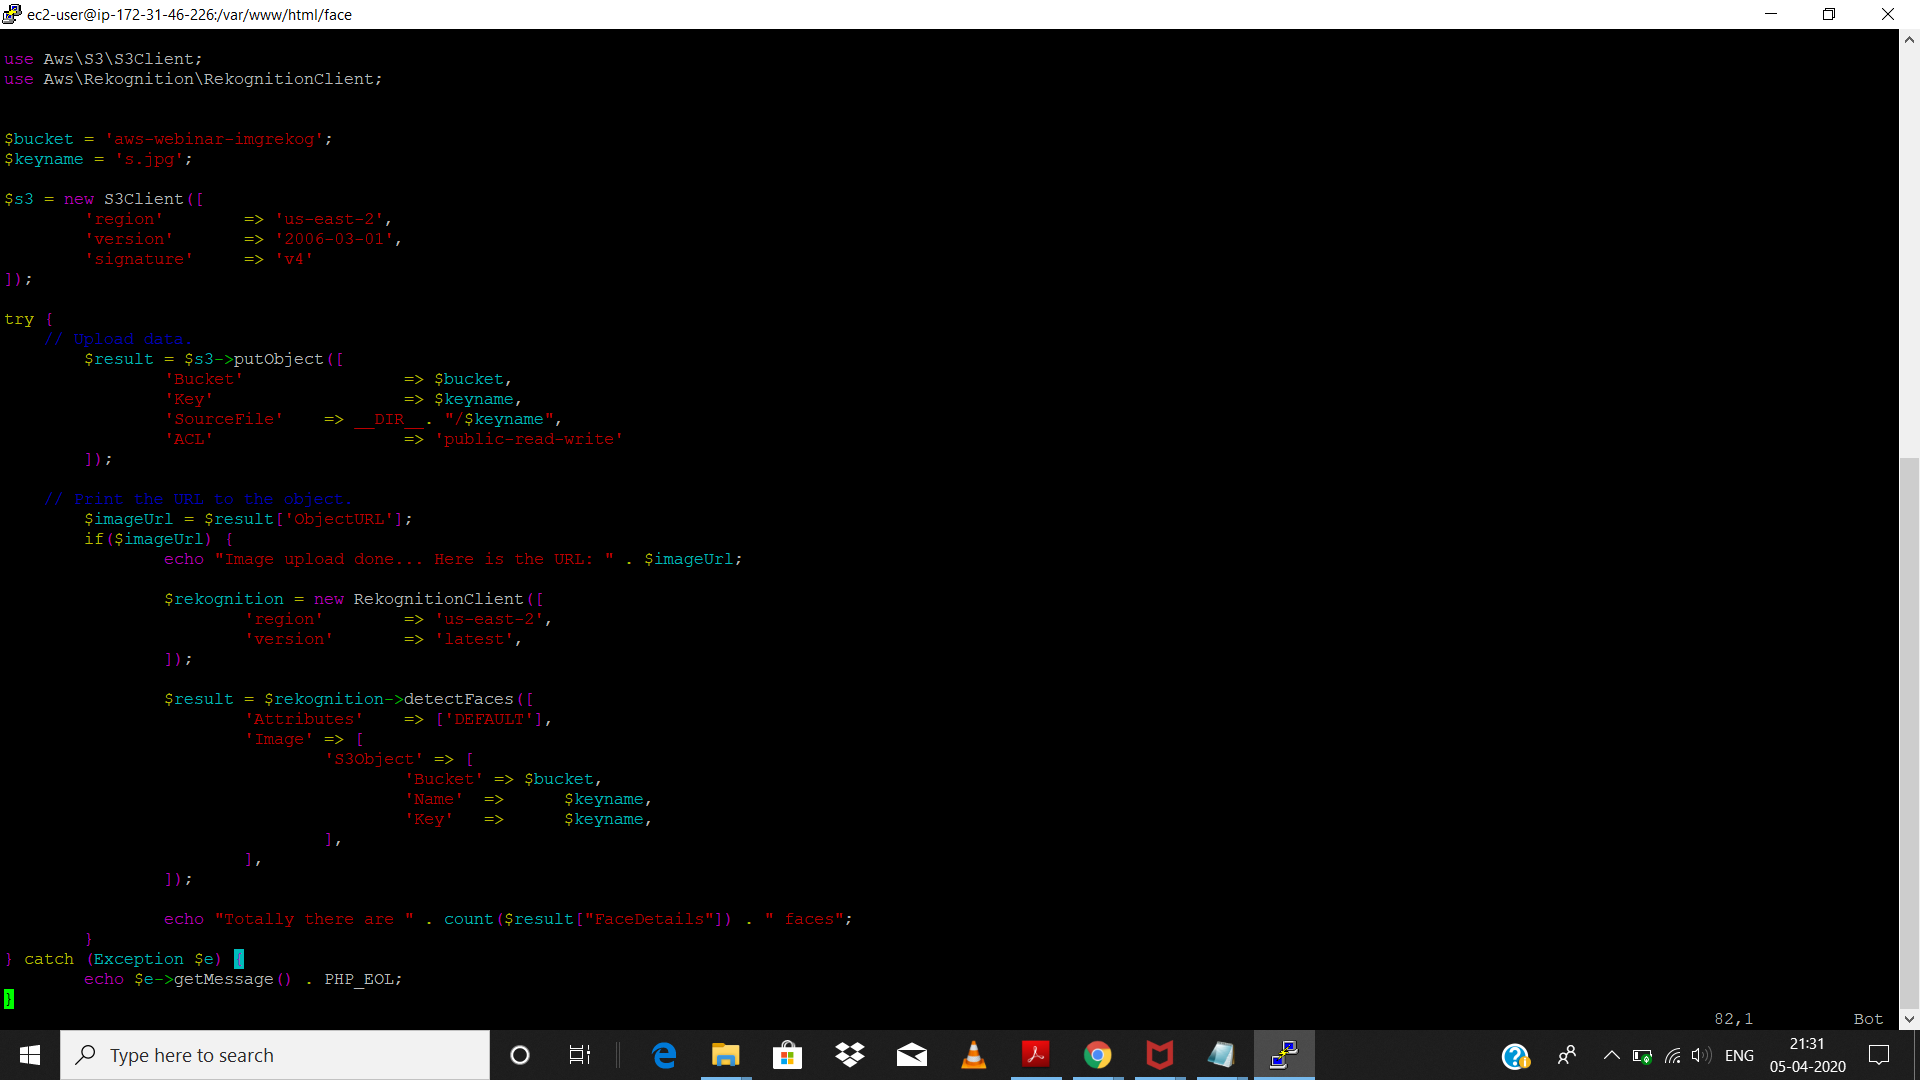 ec2-user@ip-172-31-46-226:/var/www/html/face
use Aws\S3\S3Client;
use Aws\Rekognition\RekognitionClient;
$bucket = 'aws-webinar-imgrekog';
$keyname = 's.jpg';
$s3 = new S3Client([
'region' => 'us-east-2',
'version' => '2006-03-01',
'signature' => 'v4'
]);
try {
// Upload data.
$result = $s3->putObject([
'Bucket' => $bucket,
'Key' => $keyname,
'SourceFile' => __DIR__. "/$keyname",
'ACL' => 'public-read-write'
]);
// Print the URL to the object.
$imageUrl = $result['ObjectURL'];
if($imageUrl) {
echo "Image upload done... Here is the URL: " . $imageUrl;
$rekognition = new RekognitionClient([
'region' => 'us-east-2',
'version' => 'latest',
]);
$result = $rekognition->detectFaces([
'Attributes' => ['DEFAULT'],
'Image' => [
'S3Object' => [
'Bucket' => $bucket,
'Name' => $keyname,
'Key' => $keyname,
],
],
]);
echo "Totally there are " . count($result["FaceDetails"]) . " faces";
}
} catch (Exception $e) {
echo $e->getMessage() . PHP_EOL;
}
82,1 Bot
Type here to search
ENG
21:31
05-04-2020